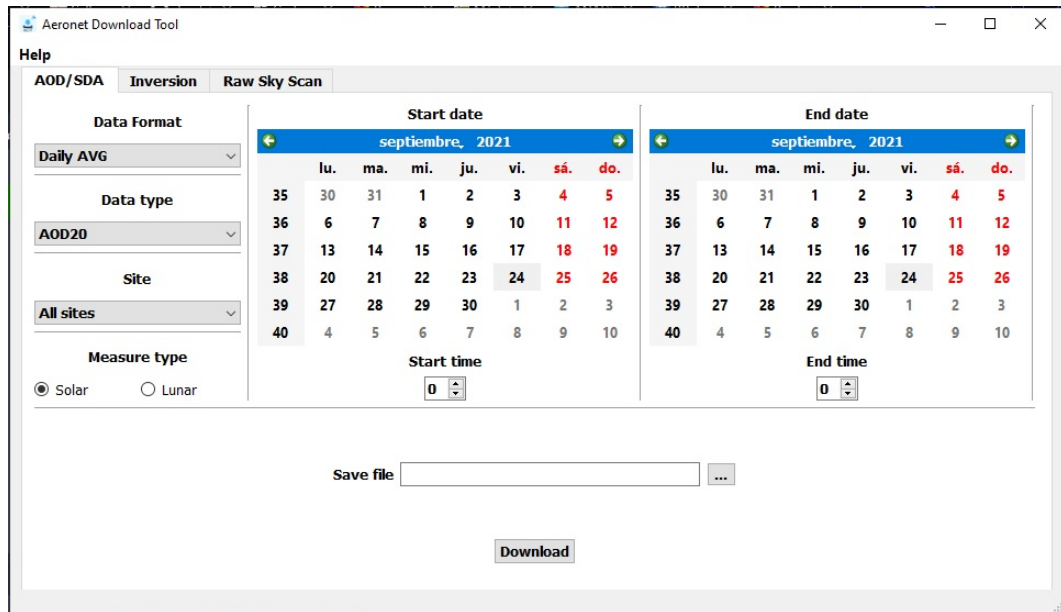 Aeronet Download Tool
Help
AOD/SDA Inversion Raw Sky Scan
Data Format
Daily AVG
Data type
AOD20
Site
All sites
Measure type
Solar Lunar
Start date
septiembre, 2021
lu. ma. mi. ju. vi. sá. do.
35 30 31 1 2 3 4 5
36 6 7 8 9 10 11 12
37 13 14 15 16 17 18 19
38 20 21 22 23 24 25 26
39 27 28 29 30 1 2 3
40 4 5 6 7 8 9 10
Start time
0
End date
septiembre, 2021
lu. ma. mi. ju. vi. sá. do.
35 30 31 1 2 3 4 5
36 6 7 8 9 10 11 12
37 13 14 15 16 17 18 19
38 20 21 22 23 24 25 26
39 27 28 29 30 1 2 3
40 4 5 6 7 8 9 10
End time
0
Save file ...
Download